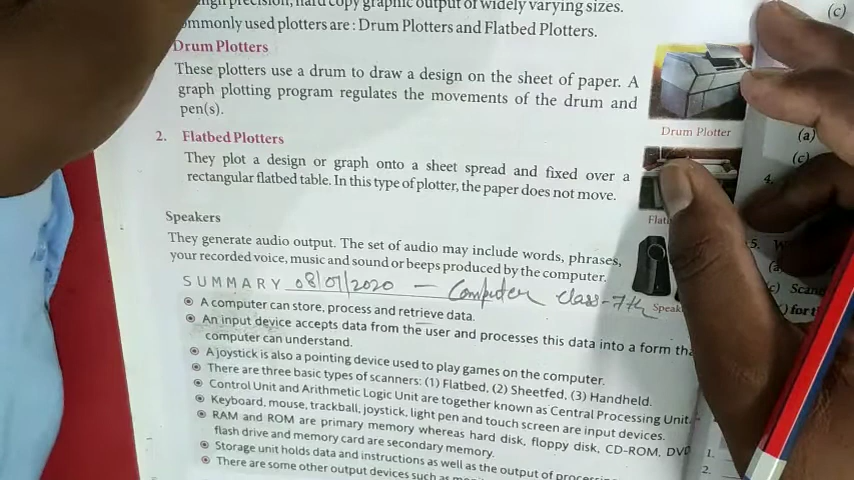 high precision, hard copy graphic output of widely varying sizes.
ommonly used plotters are : Drum Plotters and Flatbed Plotters.
Drum Plotters
These plotters use a drum to draw a design on the sheet of paper. A
graph plotting program regulates the movements of the drum and
pen(s).
Drum Plotter
2. Flatbed Plotters
They plot a design or graph onto a sheet spread and fixed over a
rectangular flatbed table. In this type of plotter, the paper does not move.
Flat
Speakers
They generate audio output. The set of audio may include words, phrases,
your recorded voice, music and sound or beeps produced by the computer.
SUMMARY 08/07/2020 - Computer class-7th
Speak
A computer can store, process and retrieve data.
An input device accepts data from the user and processes this data into a form tha
computer can understand.
A joystick is also a pointing device used to play games on the computer.
There are three basic types of scanners: (1) Flatbed, (2) Sheetfed, (3) Handheld.
Control Unit and Arithmetic Logic Unit are together known as Central Processing Unit.
Keyboard, mouse, trackball, joystick, light pen and touch screen are input devices.
RAM and ROM are primary memory whereas hard disk, floppy disk, CD-ROM, DVD
flash drive and memory card are secondary memory.
Storage unit holds data and instructions as well as the output of
There are some other output devices such as
(c)
(a)
(c)
4.
5.
(a)
(c) Scann
) for t
1.
2.